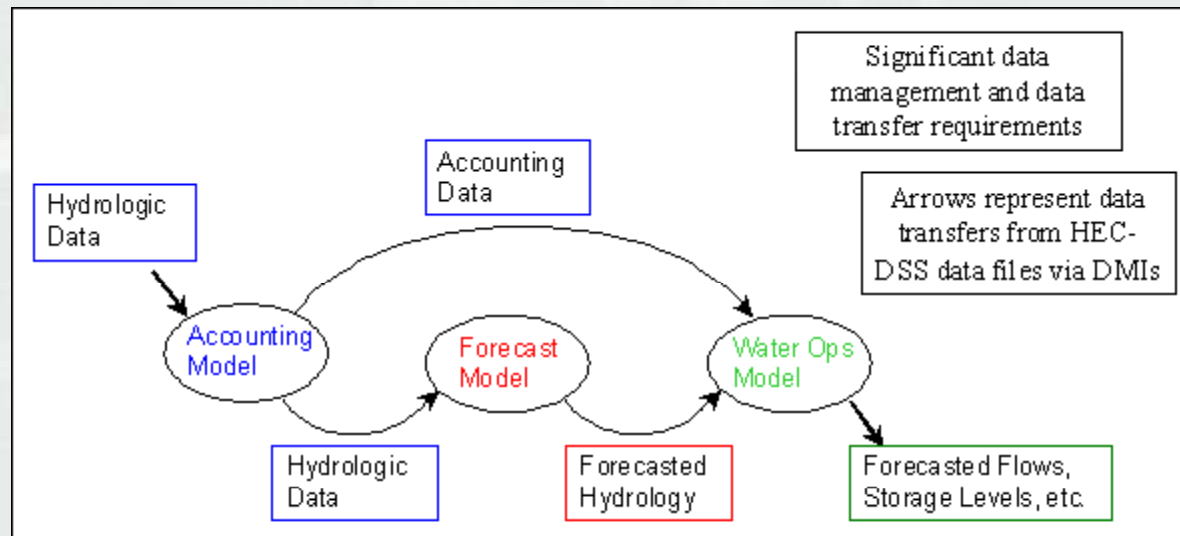 Significant data
management and data
transfer requirements
Accounting
Data
Hydrologic
Data
Arrows represent data
transfers from HEC-
DSS data files via DMIs
Accounting
Model
Forecast
Model
Water Ops
Model
Hydrologic
Data
Forecasted
Hydrology
Forecasted Flows,
Storage Levels, etc.